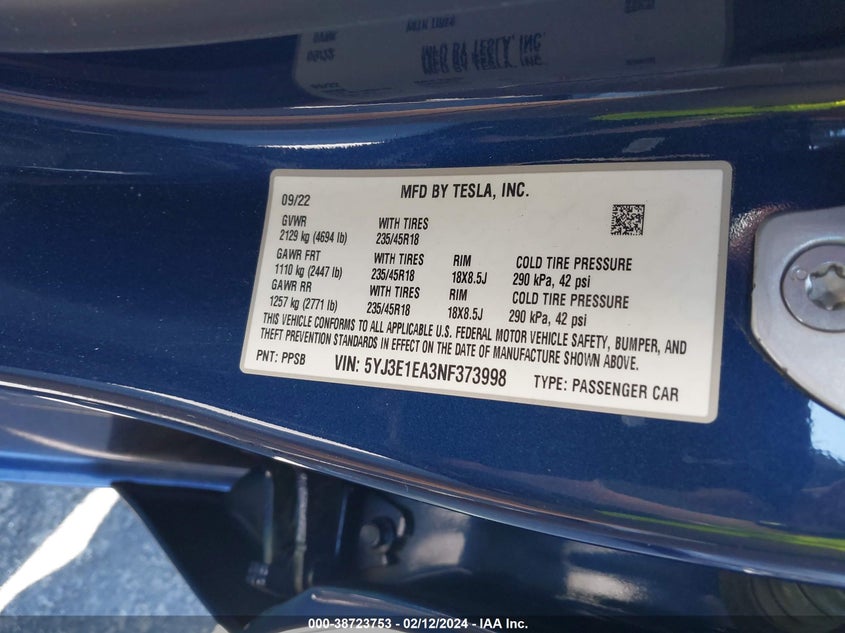 MFD BY TESLA, INC.
09/22
GVWR WITH TIRES
2129 kg (4694 lb) 235/45R18
GAWR FRT WITH TIRES RIM COLD TIRE PRESSURE
1110 kg (2447 lb) 235/45R18 18X8.5J 290 kPa, 42 psi
GAWR RR WITH TIRES RIM COLD TIRE PRESSURE
1257 kg (2771 lb) 235/45R18 18X8.5J 290 kPa, 42 psi
THIS VEHICLE CONFORMS TO ALL APPLICABLE U.S. FEDERAL MOTOR VEHICLE SAFETY, BUMPER, AND
THEFT PREVENTION STANDARDS IN EFFECT ON THE DATE OF MANUFACTURE SHOWN ABOVE.
PNT: PPSB VIN: 5YJ3E1EA3NF373998 TYPE: PASSENGER CAR
000-38723753 - 02/12/2024 - IAA Inc.